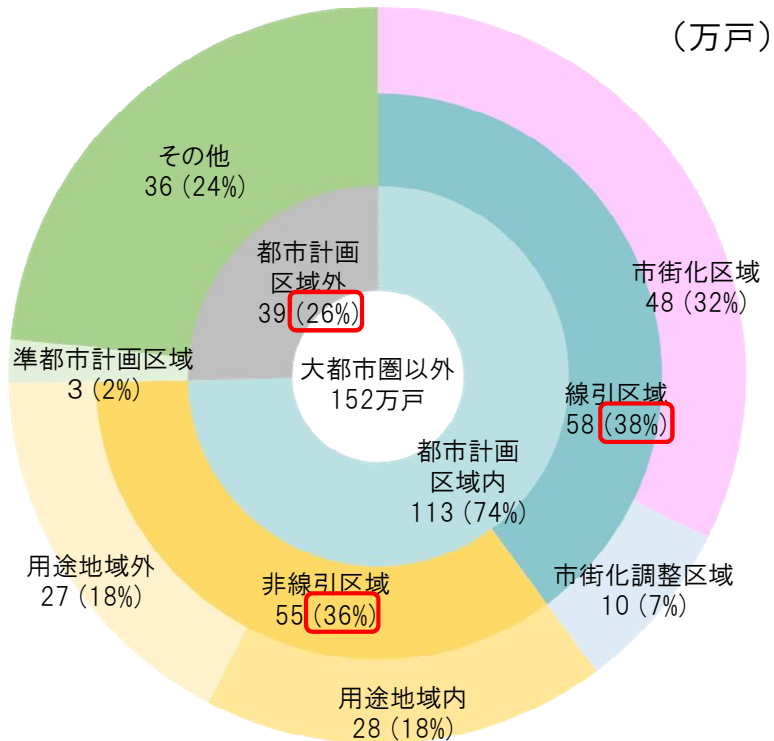 （万戸）
その他
36 (24%)
都市計画
区域外
39 (26%)
市街化区域
48 (32%)
準都市計画区域
3 (2%)
大都市圏以外
152万戸
線引区域
58 (38%)
都市計画
区域内
113 (74%)
用途地域外
27 (18%)
非線引区域
55 (36%)
市街化調整区域
10 (7%)
用途地域内
28 (18%)